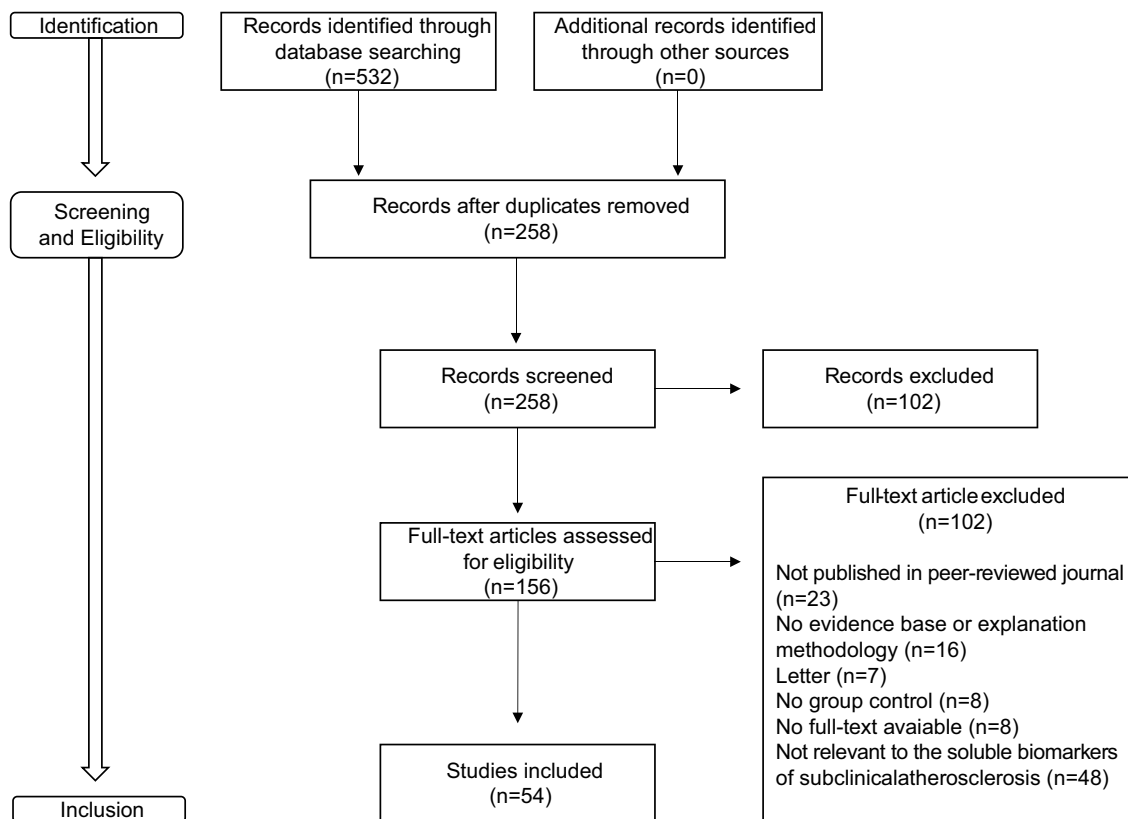 Identification
Records identified through
database searching
(n=532)
Additional records identified
through other sources
(n=0)
Screening
and Eligibility
Records after duplicates removed
(n=258)
Records screened
(n=258)
Records excluded
(n=102)
Full-text articles assessed
for eligibility
(n=156)
Full-text article excluded
(n=102)
Not published in peer-reviewed journal
(n=23)
No evidence base or explanation
methodology (n=16)
Letter (n=7)
No group control (n=8)
No full-text avaiable (n=8)
Not relevant to the soluble biomarkers
of subclinicalatherosclerosis (n=48)
Studies included
(n=54)
Inclusion